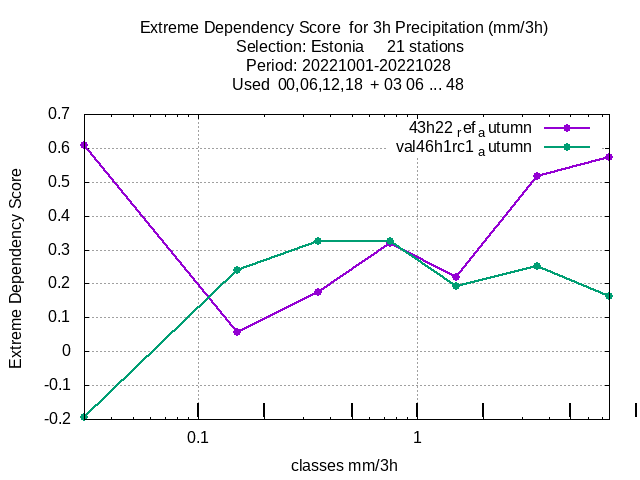 Extreme Dependency Score  for 3h Precipitation (mm/3h)
Selection: Estonia     21 stations
Period: 20221001-20221028
Used  00,06,12,18  + 03 06 ... 48
43h22 ref autumn
val46h1rc1 autumn
0.7
0.6
0.5
0.4
0.3
0.2
0.1
0
-0.1
-0.2
Extreme Dependency Score
0.1
1
classes mm/3h